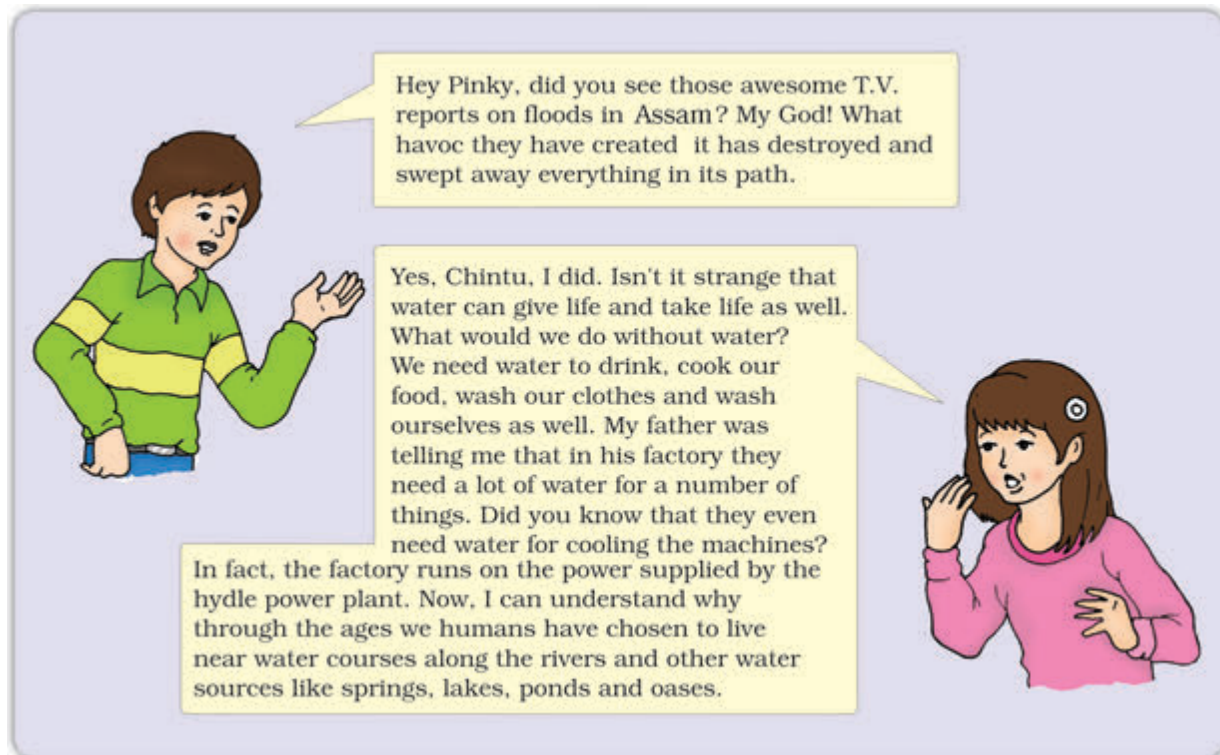 Hey Pinky, did you see those awesome T.V.
reports on floods in Assam? My God! What
havoc they have created it has destroyed and
swept away everything in its path.
Yes, Chintu, I did. Isn't it strange that
water can give life and take life as well.
What would we do without water?
We need water to drink, cook our
food, wash our clothes and wash
ourselves as well. My father was
telling me that in his factory they
need a lot of water for a number of
things. Did you know that they even
need water for cooling the machines?
In fact, the factory runs on the power supplied by the
hydle power plant. Now, I can understand why
through the ages we humans have chosen to live
near water courses along the rivers and other water
sources like springs, lakes, ponds and oases.